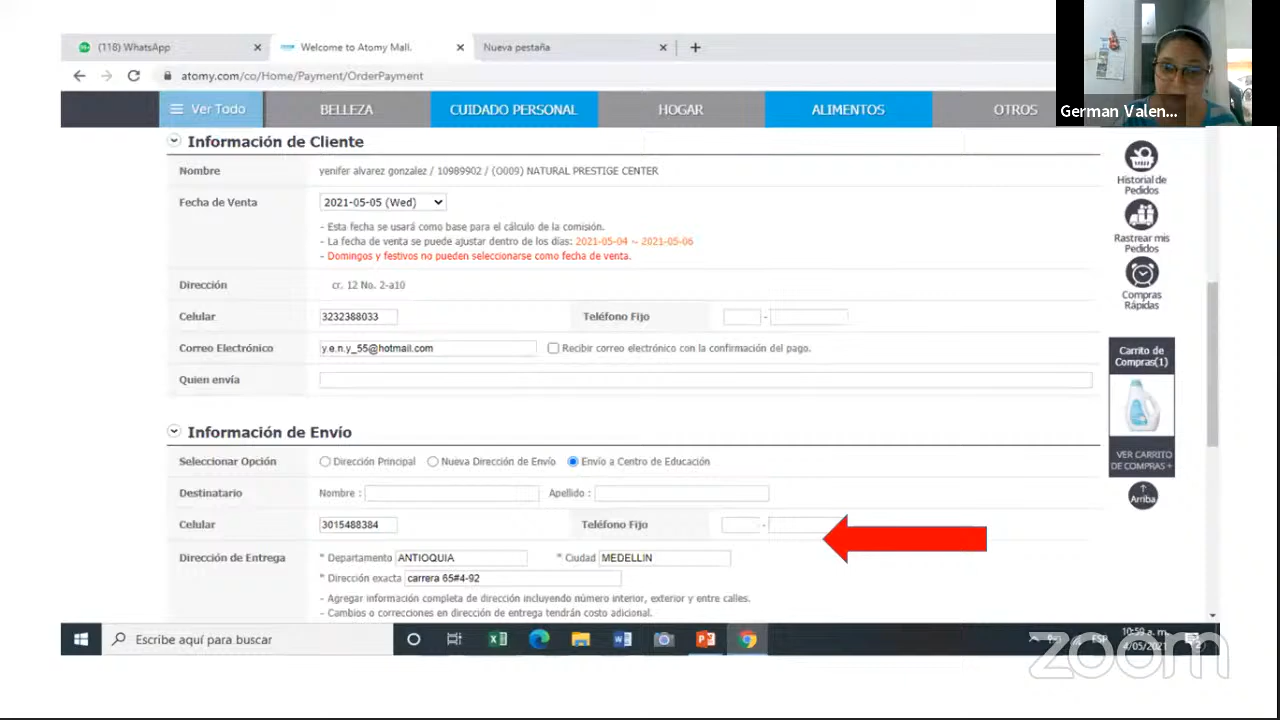 (118) WhatsApp
Welcome to Atomy Mall.
Nueva pestaña
atomy.com/co/Home/Payment/OrderPayment
German Valen...
Ver Todo
BELLEZA
CUIDADO PERSONAL
HOGAR
ALIMENTOS
OTROS
Información de Cliente
Nombre yenifer alvarez gonzalez / 10989902 / (O009) NATURAL PRESTIGE CENTER
Fecha de Venta 2021-05-05 (Wed)
- Esta fecha se usará como base para el cálculo de la comisión.
- La fecha de venta se puede ajustar dentro de los días: 2021-05-04 ~ 2021-05-06
- Domingos y festivos no pueden seleccionarse como fecha de venta.
Dirección cr. 12 No. 2-a10
Celular 3232388033 Teléfono Fijo -
Correo Electrónico y.e.n.y_55@hotmail.com Recibir correo electrónico con la confirmación del pago.
Quien envía
Información de Envío
Seleccionar Opción Dirección Principal Nueva Dirección de Envío Envío a Centro de Educación
Destinatario Nombre : Apellido :
Celular 3015488384 Teléfono Fijo -
Dirección de Entrega * Departamento ANTIOQUIA * Ciudad MEDELLIN
* Dirección exacta carrera 65#4-92
- Agregar información completa de dirección incluyendo número interior, exterior y entre calles.
- Cambios o correcciones en dirección de entrega tendrán costo adicional.
Historial de
Pedidos
Rastrear mis
Pedidos
Compras
Rápidas
Carrito de
Compras(1)
VER CARRITO
DE COMPRAS +
Arriba
Escribe aquí para buscar
ESP
10:59 a. m.
4/05/2021
zoom